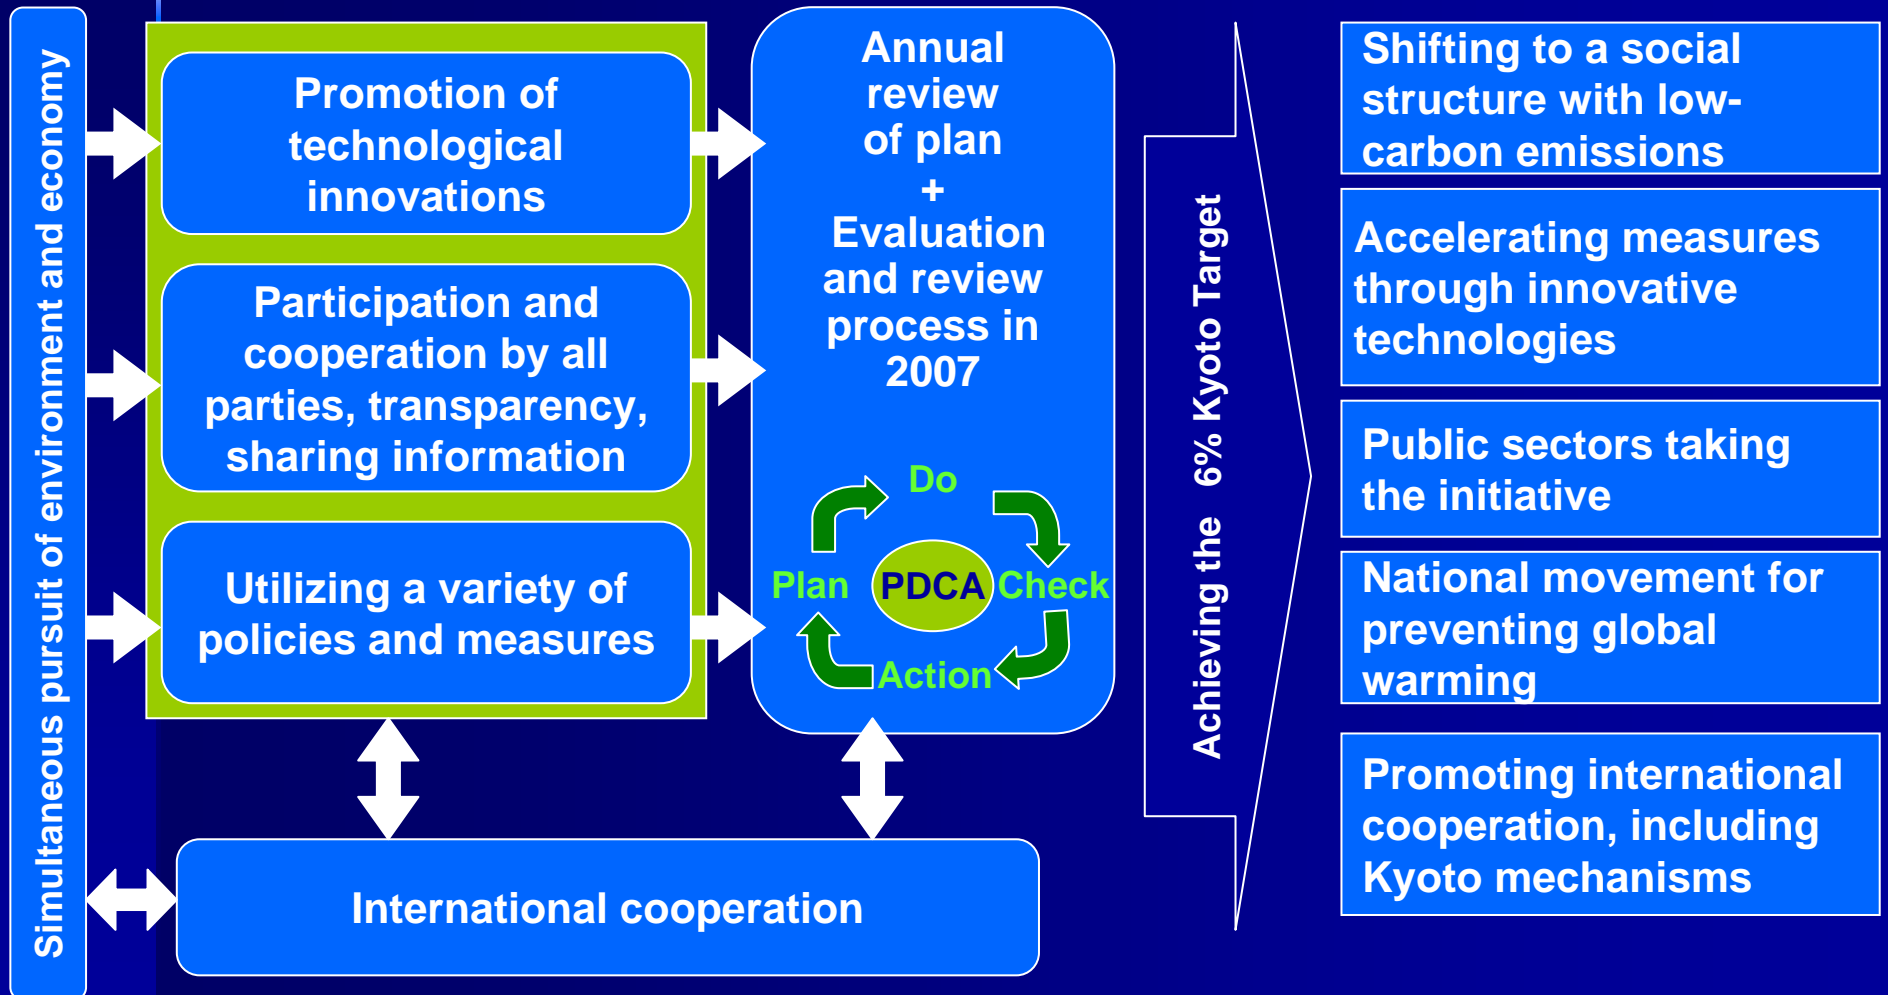 Simultaneous pursuit of environment and economy
Promotion of
technological
innovations
Participation and
cooperation by all
parties, transparency,
sharing information
Utilizing a variety of
policies and measures
International cooperation
Annual
review
of plan
+
Evaluation
and review
process in
2007
Do
Plan
PDCA
Check
Action
Achieving the 6% Kyoto Target
Shifting to a social
structure with low-
carbon emissions
Accelerating measures
through innovative
technologies
Public sectors taking
the initiative
National movement for
preventing global
warming
Promoting international
cooperation, including
Kyoto mechanisms